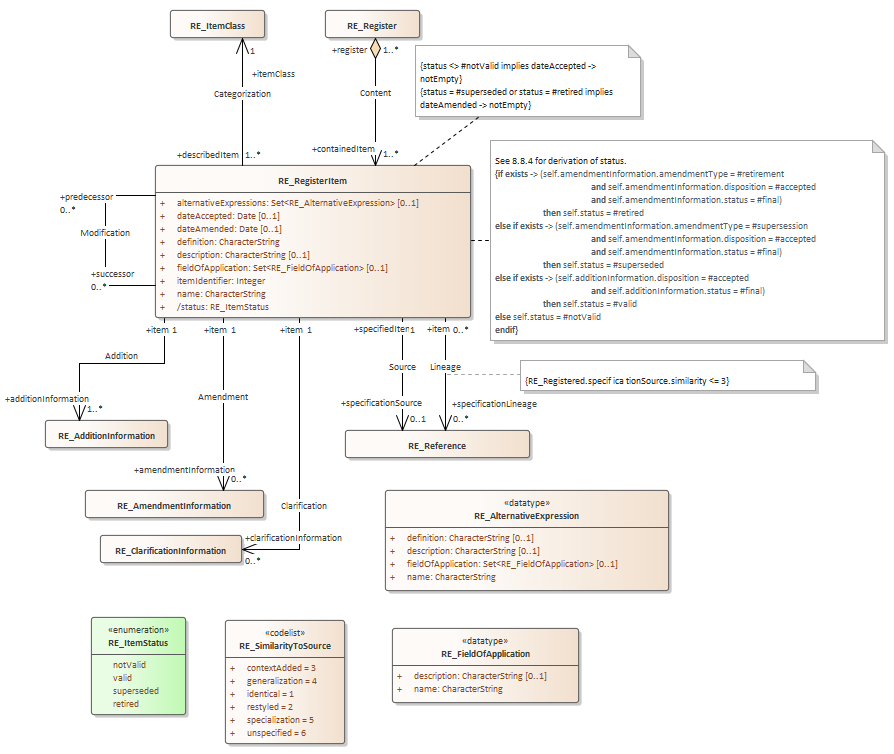 RE_ItemClass
RE_Register
1
+itemClass
Categorization
+describedItem 1..*
+register 1..*
Content
+containedItem
1..*
{status <> #notValid implies dateAccepted ->
notEmpty}
{status = #superseded or status = #retired implies
dateAmended -> notEmpty}
RE_RegisterItem
+ alternativeExpressions: Set<RE_AlternativeExpression> [0..1]
+ dateAccepted: Date [0..1]
+ dateAmended: Date [0..1]
+ definition: CharacterString
+ description: CharacterString [0..1]
+ fieldOfApplication: Set<RE_FieldOfApplication> [0..1]
+ itemIdentifier: Integer
+ name: CharacterString
+ /status: RE_ItemStatus
+predecessor
0..*
Modification
+successor
0..*
See 8.8.4 for derivation of status.
{if exists -> (self.amendmentInformation.amendmentType = #retirement
and self.amendmentInformation.disposition = #accepted
and self.amendmentInformation.status = #final)
then self.status = #retired
else if exists -> (self.amendmentInformation.amendmentType = #supersession
and self.amendmentInformation.disposition = #accepted
and self.amendmentInformation.status = #final)
then self.status = #superseded
else if exists -> (self.additionInformation.disposition = #accepted
and self.additionInformation.status = #final)
then self.status = #valid
else self.status = #notValid
endif}
+item 1
+item 1
+item 1
+specifiedItem 1
+item 0..*
Addition
Source
Lineage
{RE_Registered.specif ica tionSource.similarity <= 3}
+additionInformation
1..*
Amendment
+specificationSource
0..1
+specificationLineage
0..*
RE_AdditionInformation
RE_Reference
+amendmentInformation
0..*
RE_AmendmentInformation
Clarification
+clarificationInformation
0..*
RE_ClarificationInformation
«datatype»
RE_AlternativeExpression
+ definition: CharacterString [0..1]
+ description: CharacterString [0..1]
+ fieldOfApplication: Set<RE_FieldOfApplication> [0..1]
+ name: CharacterString
«enumeration»
RE_ItemStatus
notValid
valid
superseded
retired
«codelist»
RE_SimilarityToSource
+ contextAdded = 3
+ generalization = 4
+ identical = 1
+ restyled = 2
+ specialization = 5
+ unspecified = 6
«datatype»
RE_FieldOfApplication
+ description: CharacterString [0..1]
+ name: CharacterString